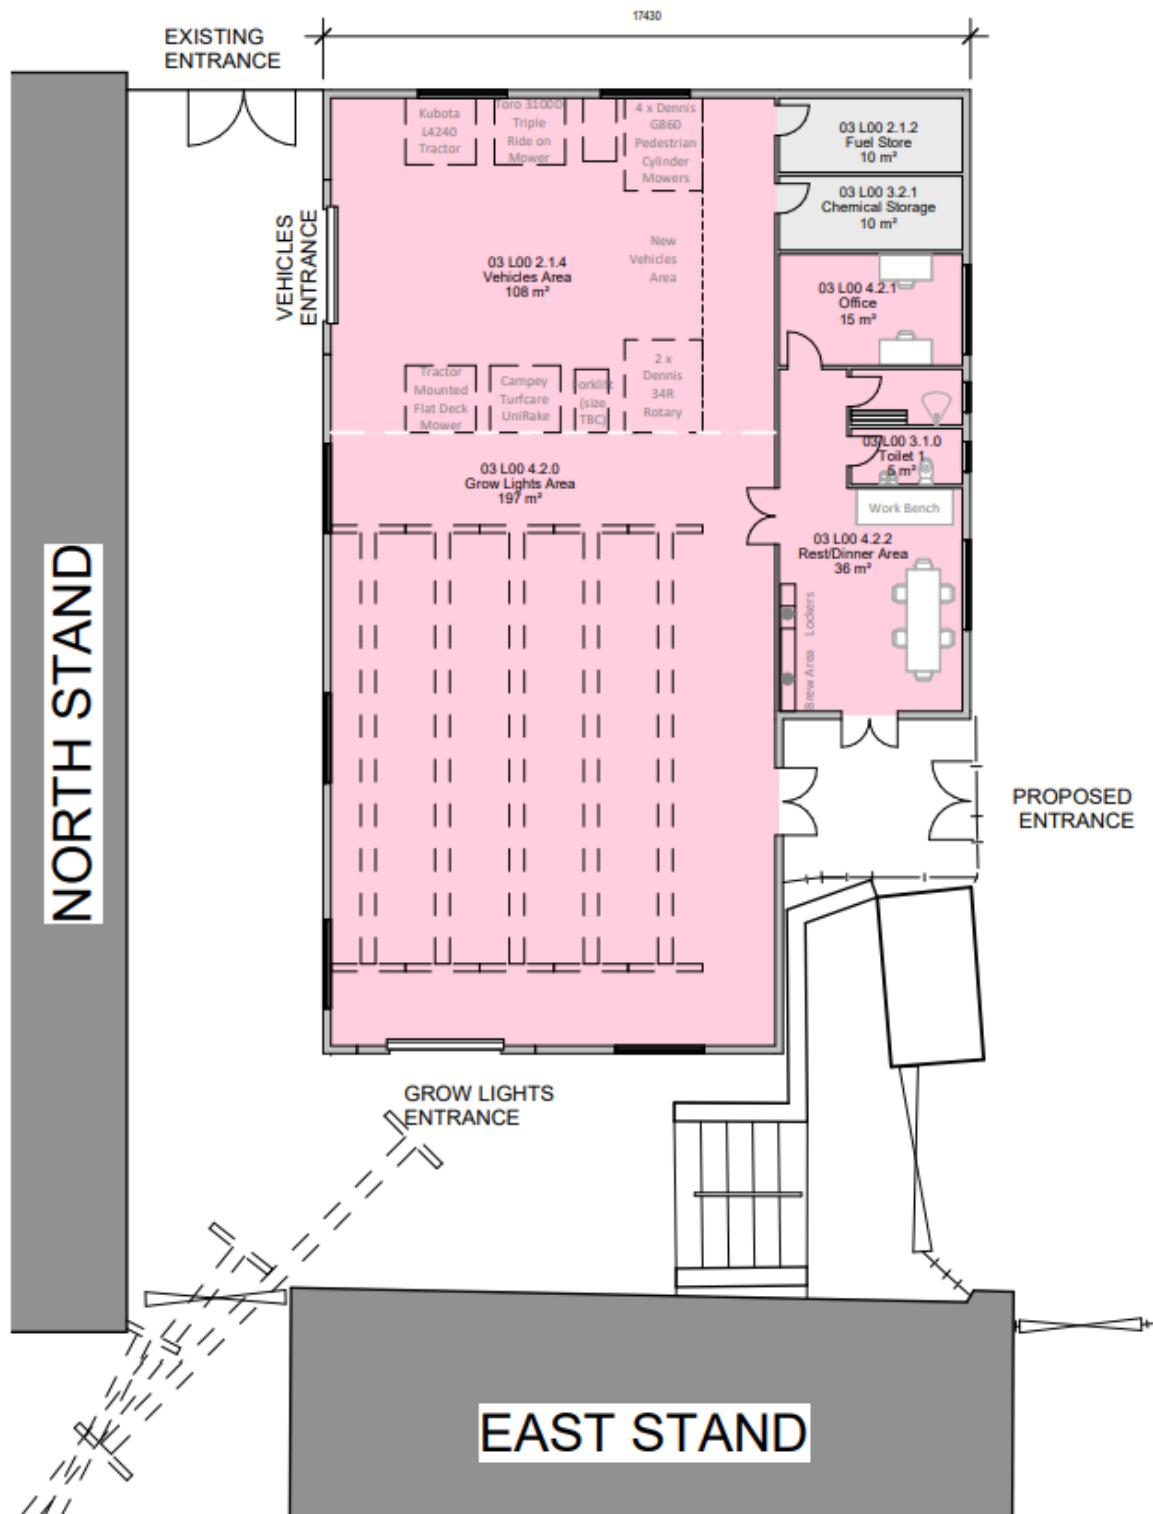 17430
EXISTING
ENTRANCE
Kubota
L4240
Tractor
Toro 3100D
Triple
Ride on
Mower
4 x Dennis
G860
Pedestrian
Cylinder
Mowers
03 L00 2.1.2
Fuel Store
10 m²
03 L00 3.2.1
Chemical Storage
10 m²
VEHICLES
ENTRANCE
03 L00 2.1.4
Vehicles Area
108 m²
New
Vehicles
Area
03 L00 4.2.1
Office
15 m²
Tractor
Mounted
Flat Deck
Mower
Campey
Turfcare
UniRake
Forklift
(size
TBC)
2 x
Dennis
34R
Rotary
03 L00 3.1.0
Toilet 1
5 m²
03 L00 4.2.0
Grow Lights Area
197 m²
Work Bench
03 L00 4.2.2
Rest/Dinner Area
36 m²
Lockers
Brew Area
NORTH STAND
PROPOSED
ENTRANCE
GROW LIGHTS
ENTRANCE
EAST STAND